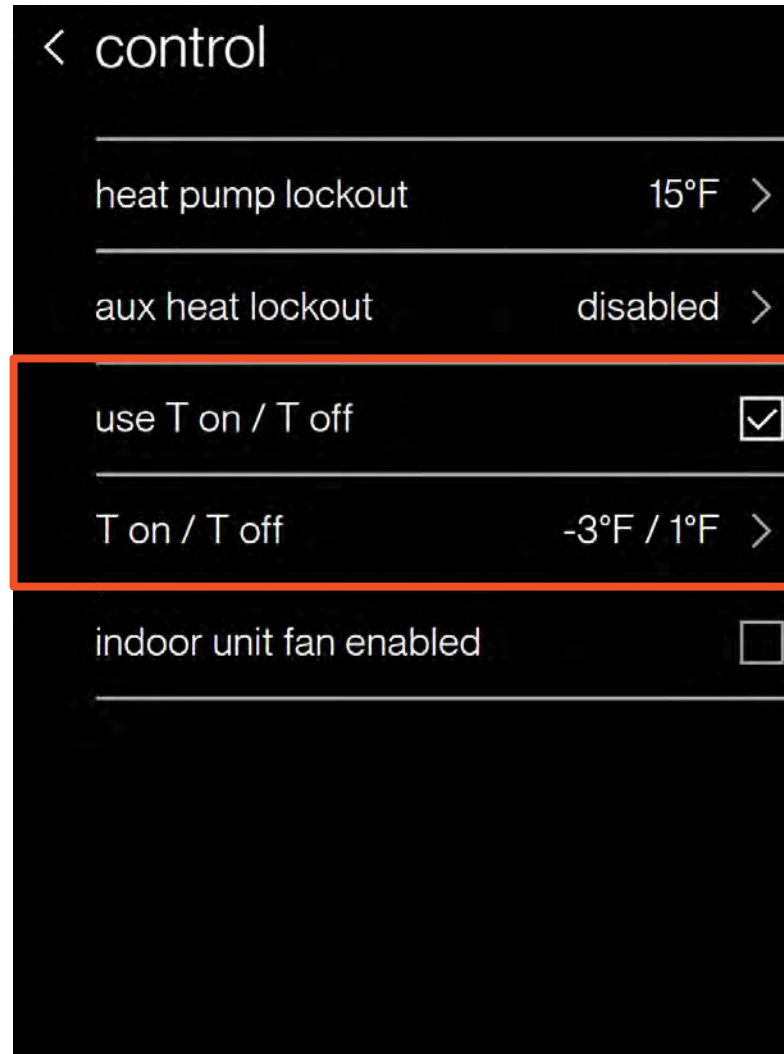 control
heat pump lockout 15°F
aux heat lockout disabled
use T on / T off
T on / T off -3°F / 1°F
indoor unit fan enabled